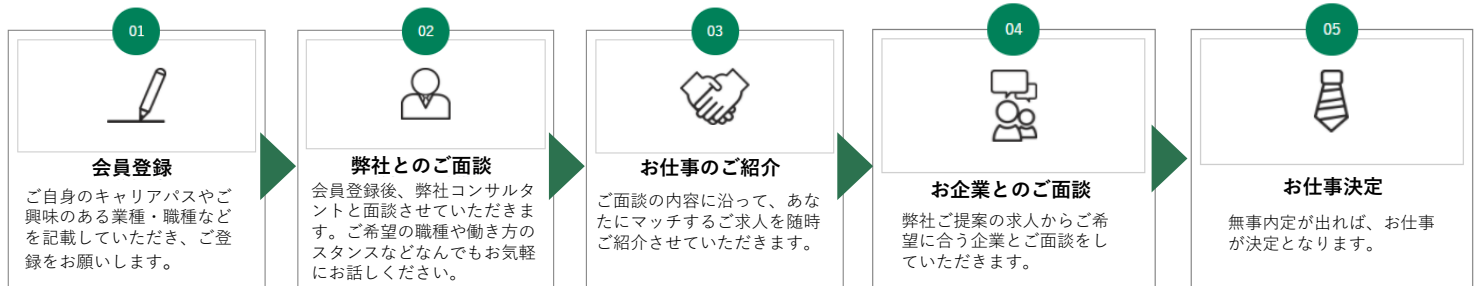 01
会員登録
ご自身のキャリアパスやご
興味のある業種・職種など
を記載していただき、ご登
録をお願いします。
02
弊社とのご面談
会員登録後、弊社コンサルタ
ントと面談させていただきま
す。ご希望の職種や働き方の
スタンスなどなんでもお気軽
にお話しください。
03
お仕事のご紹介
ご面談の内容に沿って、あな
たにマッチするご求人を随時
ご紹介させていただきます。
04
お企業とのご面談
弊社ご提案の求人からご希
望に合う企業とご面談をし
ていただきます。
05
お仕事決定
無事内定が出れば、お仕事
が決定となります。